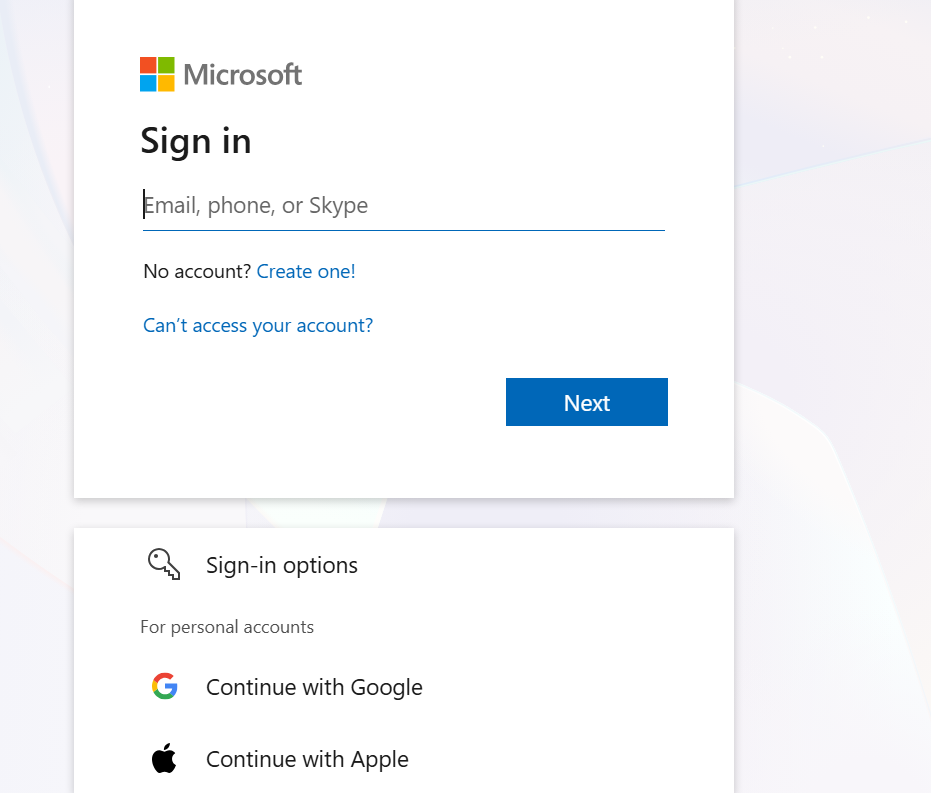 Microsoft
Sign in
Email, phone, or Skype
No account? Create one!
Can't access your account?
Next
Sign-in options
For personal accounts
Continue with Google
Continue with Apple